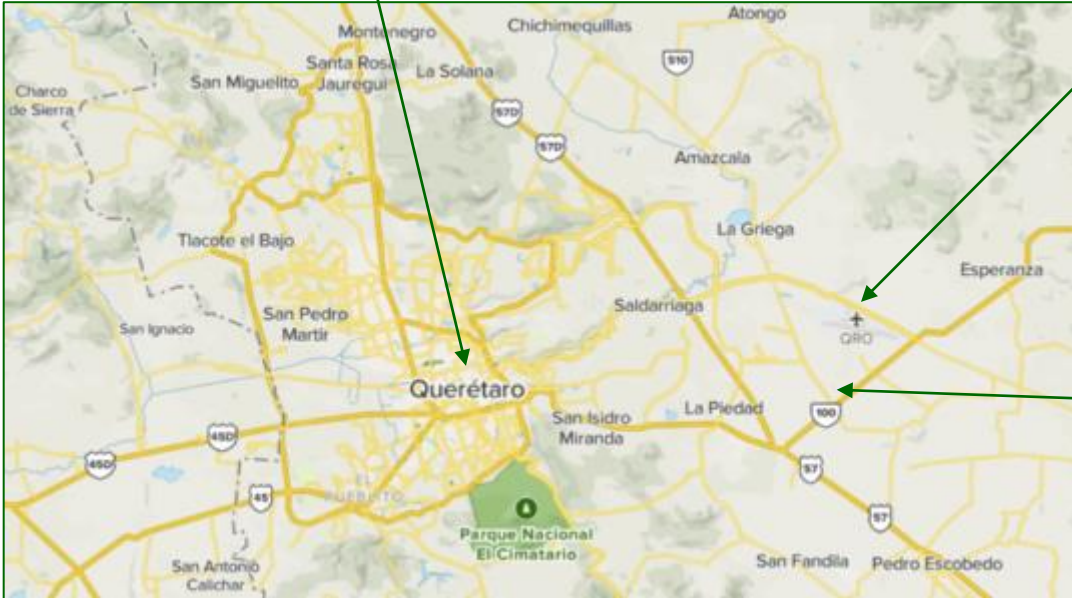 Atongo
Chichimequillas
Montenegro
510
Santa Rosa
Jauregui
La Solana
San Miguelito
Charco
de Sierra
57D
57D
Amazcala
La Griega
Tlacote el Bajo
Esperanza
Saldarriaga
San Pedro
Martir
San Ignacio
QRO
Querétaro
La Piedad
100
San Isidro
Miranda
45D
45D
57
45
EL
PUEBLITO
57
Parque Nacional
El Cimatario
San Antonio
Calichar
San Fandila
Pedro Escobedo